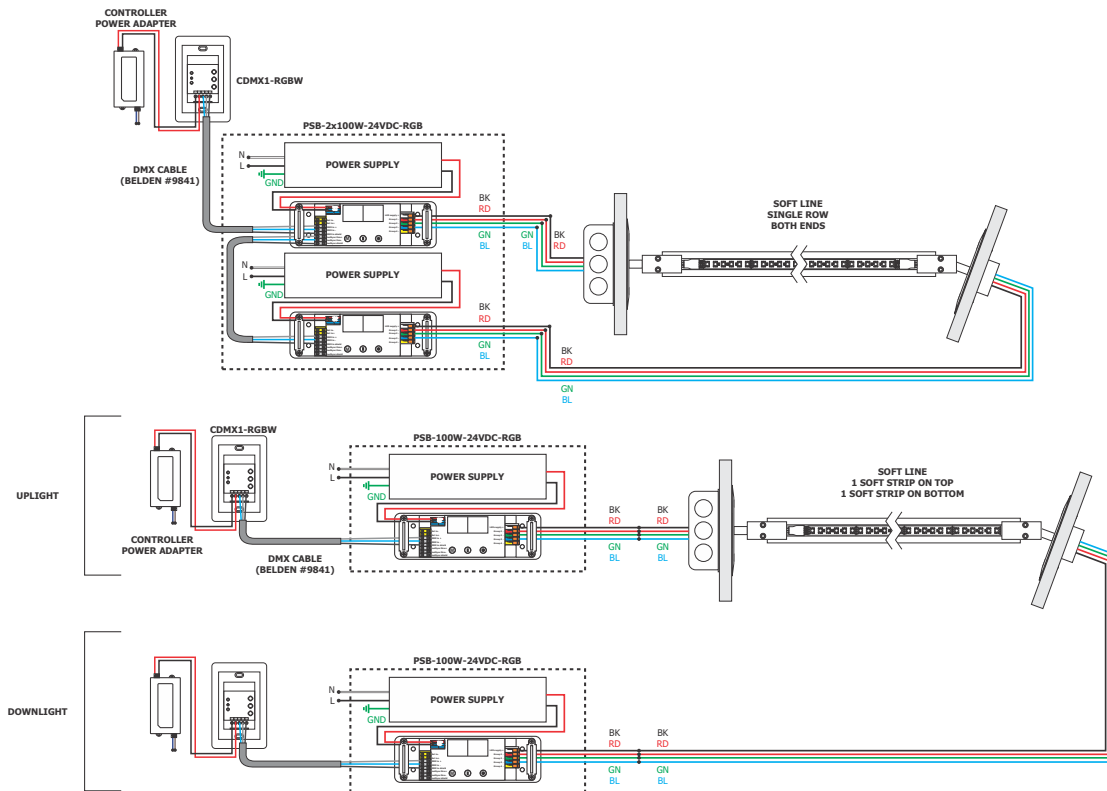 CONTROLLER
POWER ADAPTER
CDMX1-RGBW
PSB-2x100W-24VDC-RGB
DMX CABLE
(BELDEN #9841)
N
L
GND
POWER SUPPLY
BK
RD
GN
BL
GN
BL
BK
RD
SOFT LINE
SINGLE ROW
BOTH ENDS
N
L
GND
POWER SUPPLY
BK
RD
GN
BL
BK
RD
GN
BL
UPLIGHT
CDMX1-RGBW
CONTROLLER
POWER ADAPTER
DMX CABLE
(BELDEN #9841)
PSB-100W-24VDC-RGB
N
L
GND
POWER SUPPLY
BK
RD
GN
BL
BK
RD
GN
BL
SOFT LINE
1 SOFT STRIP ON TOP
1 SOFT STRIP ON BOTTOM
DOWNLIGHT
PSB-100W-24VDC-RGB
N
L
GND
POWER SUPPLY
BK
RD
GN
BL
BK
RD
GN
BL